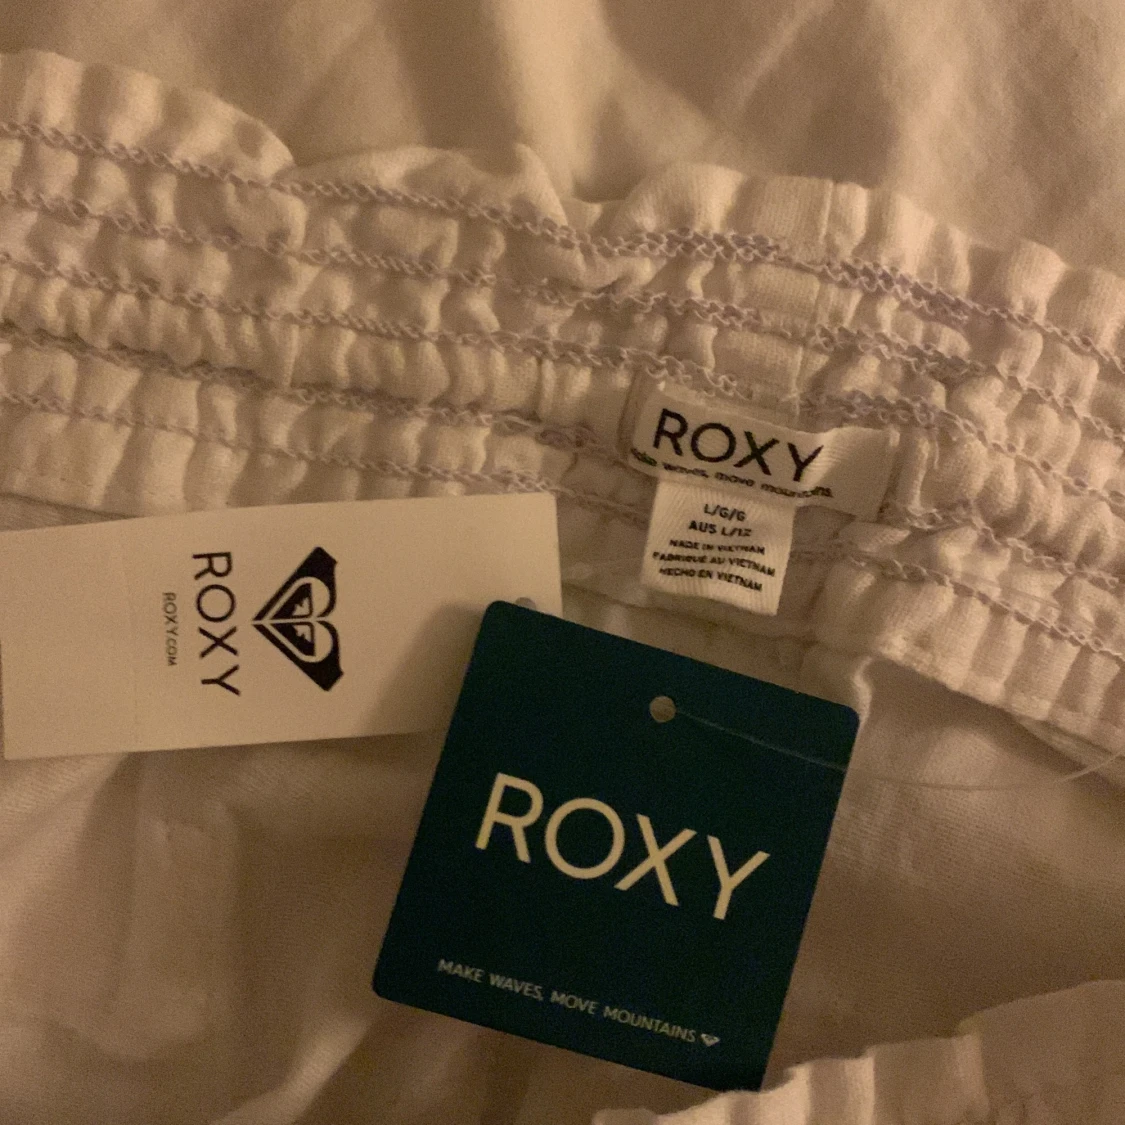 ROXY
make waves, move mountains.
L/G/G
AUS L/12
MADE IN VIETNAM
FABRIQUÉ AU VIETNAM
HECHO EN VIETNAM
ROXY
ROXY.COM
ROXY
MAKE WAVES, MOVE MOUNTAINS